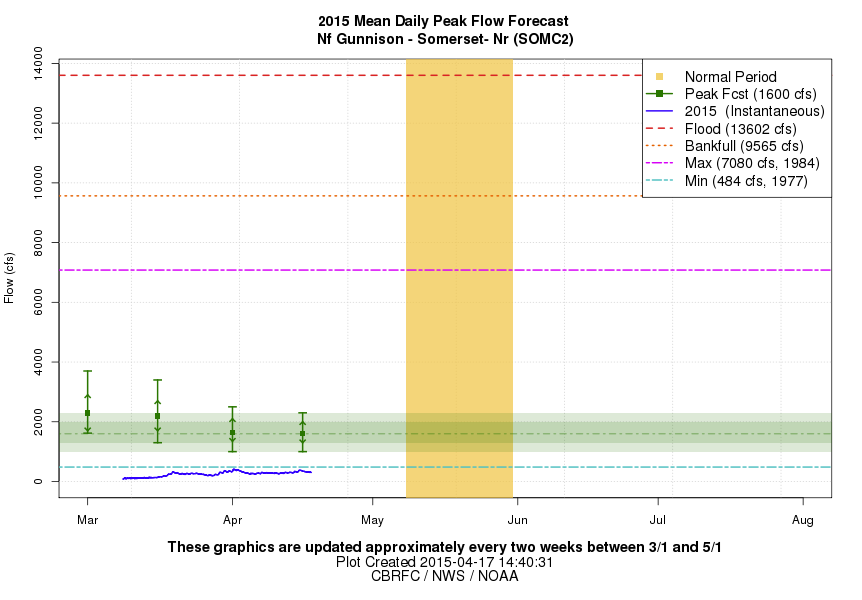 2015 Mean Daily Peak Flow Forecast
Nf Gunnison - Somerset- Nr (SOMC2)
Normal Period
Peak Fcst (1600 cfs)
2015  (Instantaneous)
Flood (13602 cfs)
Bankfull (9565 cfs)
Max (7080 cfs, 1984)
Min (484 cfs, 1977)
Flow (cfs)
14000
12000
10000
8000
6000
4000
2000
0
Mar Apr May Jun Jul Aug
These graphics are updated approximately every two weeks between 3/1 and 5/1
Plot Created 2015-04-17 14:40:31
CBRFC / NWS / NOAA